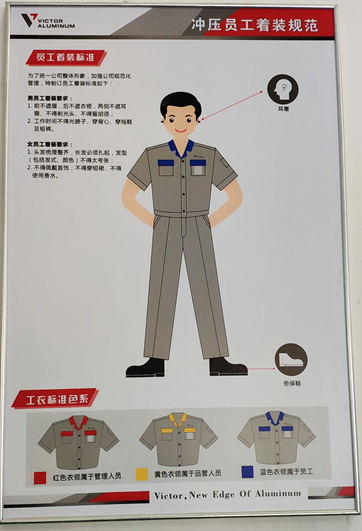 VICTOR
ALUMINUM
冲压员工着装规范
员工着装标准
为了统一公司整体形象，加强公司规范化
管理，特制订员工着装标准如下：
男员工着装要求：
1. 前不遮眉，后不遮衣领，两侧不遮耳
廓、不得剃光头、不得留胡须；
2. 工作时间不得光膀子、穿背心、穿拖鞋
及短裤。
女员工着装要求：
1. 头发梳理整齐，长发必须扎起，发型
（包括发式、颜色）不得太夸张；
2. 不得佩戴首饰；不得穿短裙、不得
使用香水。
耳塞
劳保鞋
工衣标准色系
红色衣领属于管理人员
黄色衣领属于品管人员
蓝色衣领属于员工
Victor, New Edge Of Aluminum